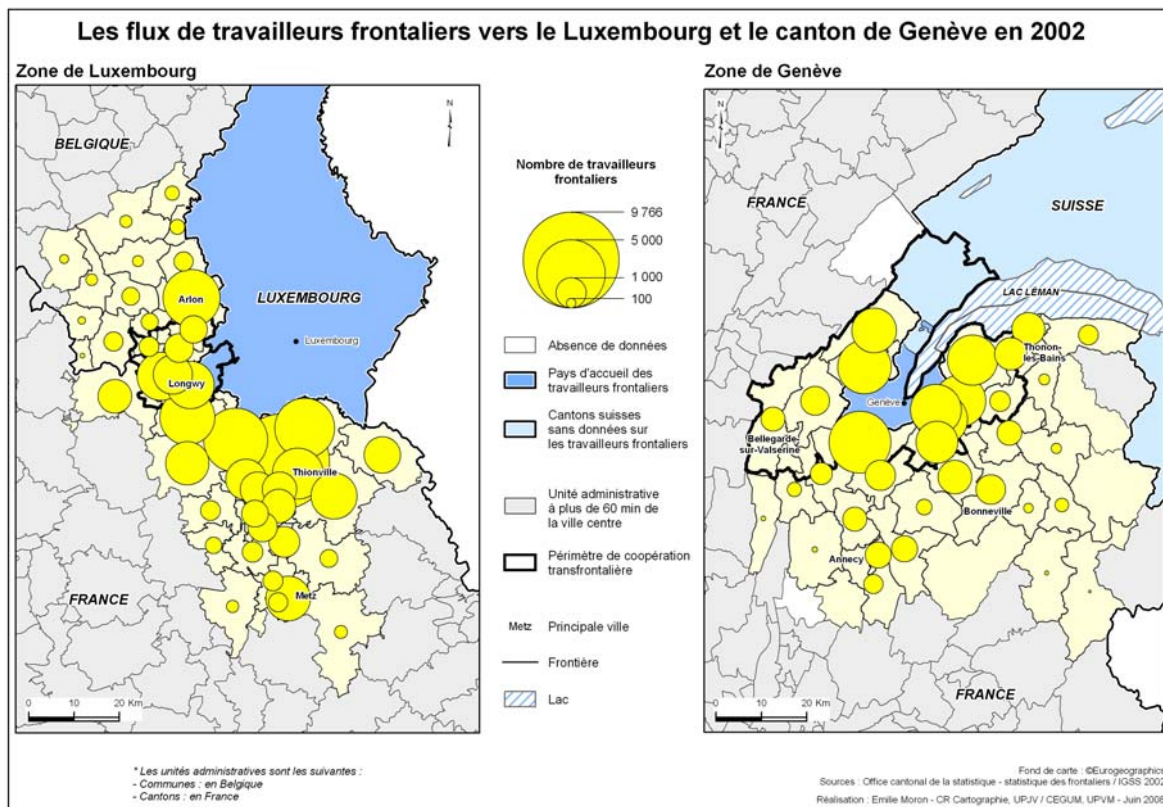 Les flux de travailleurs frontaliers vers le Luxembourg et le canton de Genève en 2002
Zone de Luxembourg
BELGIQUE
N
Arlon
LUXEMBOURG
Luxembourg
Longwy
Thionville
FRANCE
Metz
0 10 20 Km
Nombre de travailleurs
frontaliers
9 766
5 000
1 000
100
Absence de données
Pays d'accueil des
travailleurs frontaliers
Cantons suisses
sans données sur
les travailleurs frontaliers
Unité administrative
à plus de 60 min de
la ville centre
Périmètre de coopération
transfrontalière
Metz Principale ville
Frontière
Lac
Zone de Genève
N
FRANCE
SUISSE
LAC LÉMAN
Thonon-
les-Bains
Genève
Bellegarde-
sur-Valserine
Bonneville
Annecy
FRANCE
0 10 20 Km
* Les unités administratives sont les suivantes :
- Communes : en Belgique
- Cantons : en France
Fond de carte : ©Eurogeographics
Sources : Office cantonal de la statistique - statistique des frontaliers / IGSS 2002
Réalisation : Emilie Moron - CR Cartographie, UPJV / CEGUM, UPVM - Juin 2008